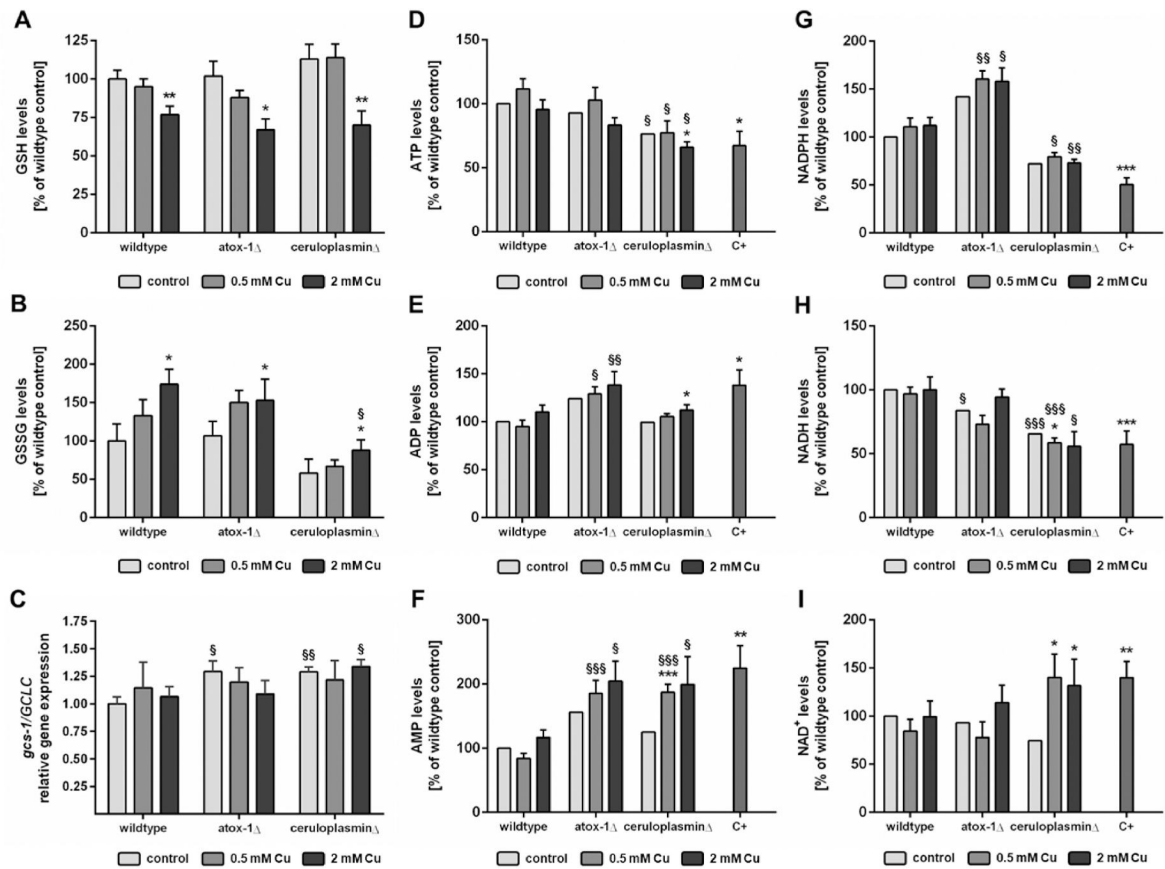 A
GSH levels
[% of wildtype control]
125
100
75
50
25
0
** * **
wildtype atox-1Δ ceruloplasminΔ
control 0.5 mM Cu 2 mM Cu
B
GSSG levels
[% of wildtype control]
250
200
150
100
50
0
* *
§
*
wildtype atox-1Δ ceruloplasminΔ
control 0.5 mM Cu 2 mM Cu
C
gcs-1/GCLC
relative gene expression
1.75
1.50
1.25
1.00
0.75
0.50
0.25
§ §§ §
wildtype atox-1Δ ceruloplasminΔ
control 0.5 mM Cu 2 mM Cu
D
ATP levels
[% of wildtype control]
150
100
50
0
§ § §
* *
wildtype atox-1Δ ceruloplasminΔ C+
control 0.5 mM Cu 2 mM Cu
E
ADP levels
[% of wildtype control]
200
150
100
50
0
§ §§ * *
wildtype atox-1Δ ceruloplasminΔ C+
control 0.5 mM Cu 2 mM Cu
F
AMP levels
[% of wildtype control]
300
200
100
0
§§§ § §§§ § **
***
wildtype atox-1Δ ceruloplasminΔ C+
control 0.5 mM Cu 2 mM Cu
G
NADPH levels
[% of wildtype control]
200
150
100
50
0
§§ § § §§ ***
wildtype atox-1Δ ceruloplasminΔ C+
control 0.5 mM Cu 2 mM Cu
H
NADH levels
[% of wildtype control]
150
100
50
0
§ §§§ §§§ § ***
*
wildtype atox-1Δ ceruloplasminΔ C+
control 0.5 mM Cu 2 mM Cu
I
NAD+ levels
[% of wildtype control]
200
150
100
50
0
* * **
wildtype atox-1Δ ceruloplasminΔ C+
control 0.5 mM Cu 2 mM Cu